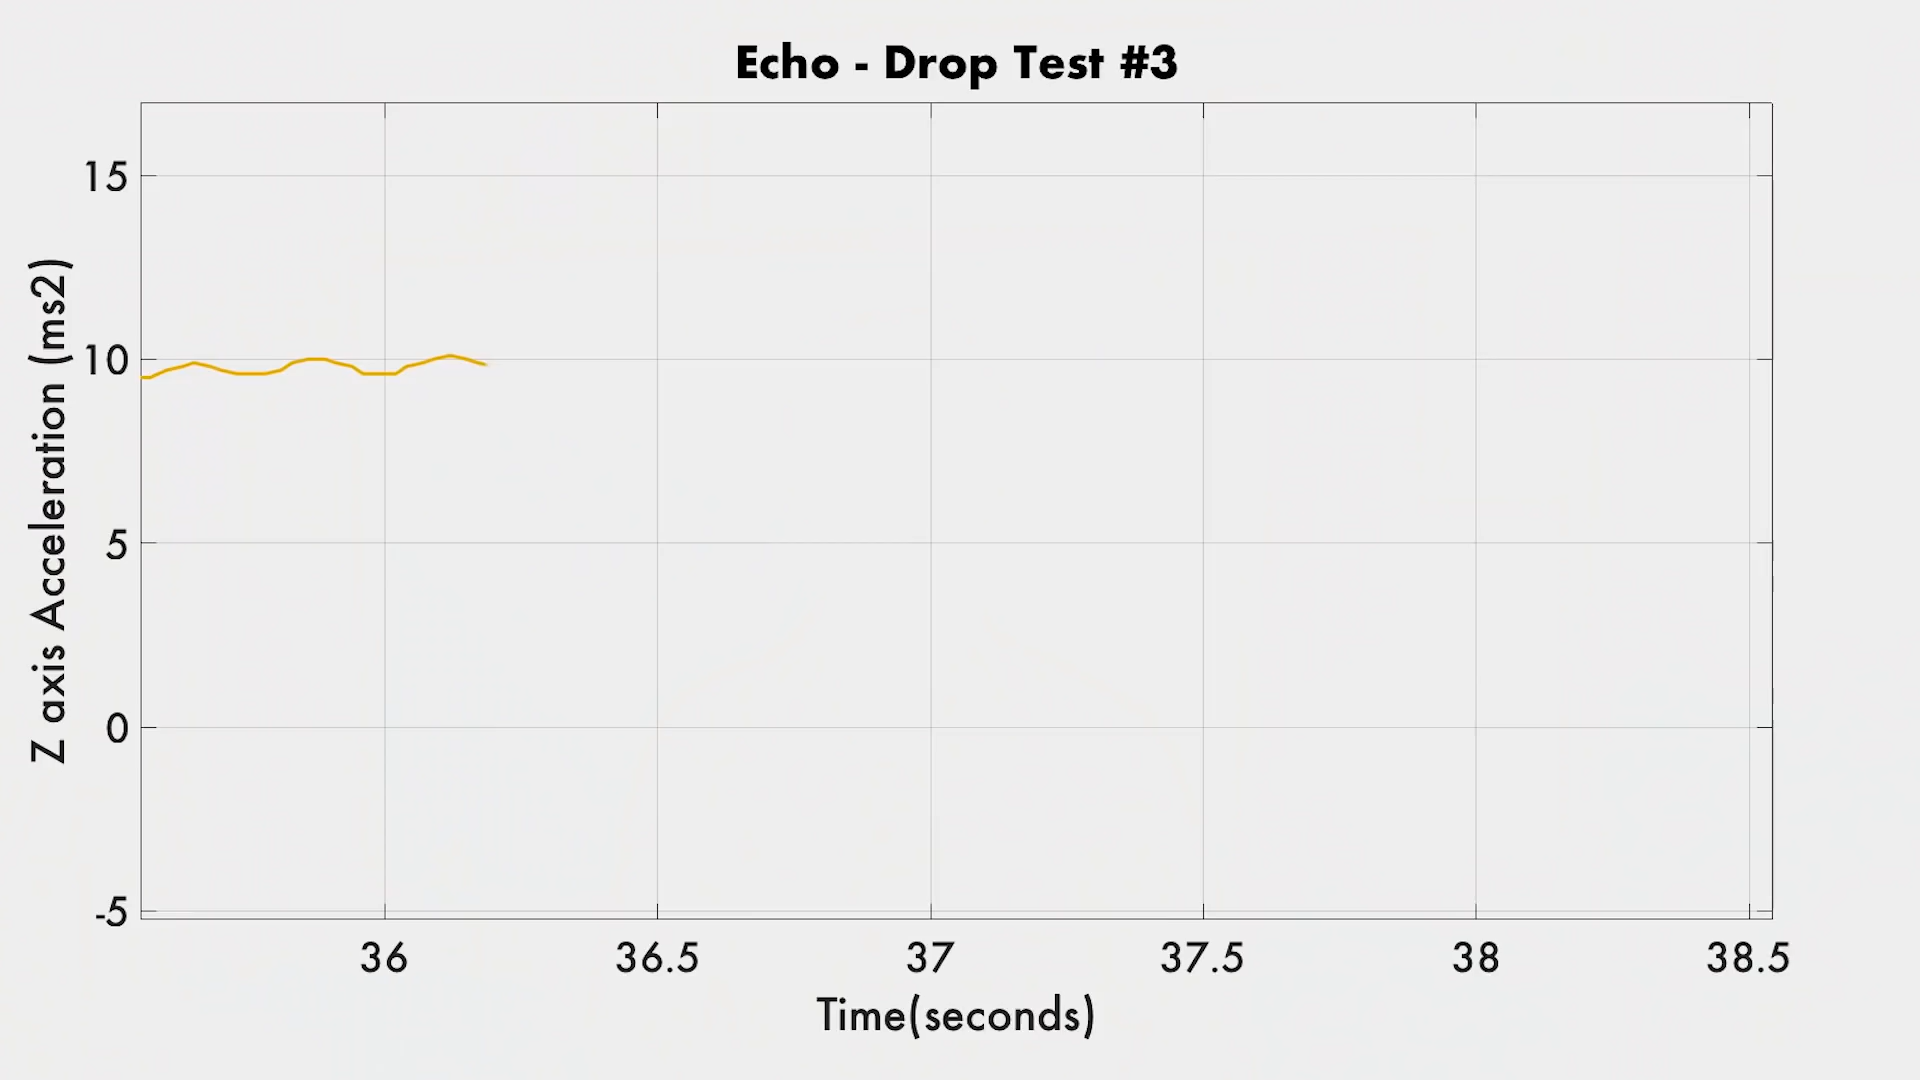 Echo - Drop Test #3
Z axis Acceleration (ms2)
15
10
5
0
-5
36 36.5 37 37.5 38 38.5
Time(seconds)